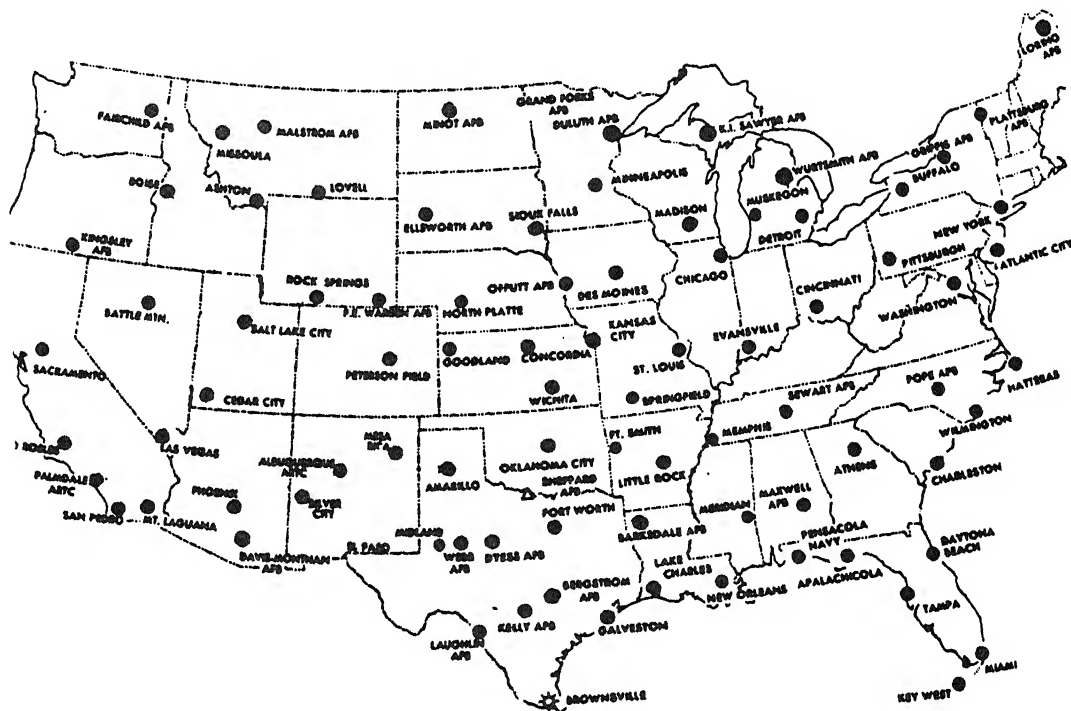 LORING
AFB
FAIRCHILD AFB
MALSTROM AFB
MISSOULA
MINOT AFB
GRAND FORKS
AFB
DULUTH AFB
K.I. SAWYER AFB
PLATTSBURG
AFB
GRIFFIS AFB
WURTSMITH AFB
BUFFALO
BOISE
ASHTON
LOVELL
MINNEAPOLIS
MUSKEGON
ELLSWORTH AFB
SIOUX FALLS
MADISON
DETROIT
NEW YORK
KINGSLEY
AFB
PITTSBURGH
ATLANTIC CITY
ROCK SPRINGS
OFFUTT AFB
DES MOINES
CHICAGO
CINCINNATI
WASHINGTON
BATTLE MTN.
F.E. WARREN AFB
NORTH PLATTE
SALT LAKE CITY
KANSAS
CITY
EVANSVILLE
SACRAMENTO
PETERSON FIELD
GOODLAND
CONCORDIA
ST. LOUIS
HATTERAS
CEDAR CITY
WICHITA
SPRINGFIELD
SEWART AFB
POPE AFB
O ROBLES
LAS VEGAS
MESA
RICA
FT. SMITH
MEMPHIS
WILMINGTON
ALBUQUERQUE
ARTC
AMARILLO
OKLAHOMA CITY
SHEPPARD
AFB
LITTLE ROCK
ATHENS
CHARLESTON
PALMDALE
ARTC
PHOENIX
SILVER
CITY
SAN PEDRO
MT. LAGUANA
DAVIS-MONTHAN
AFB
EL PASO
MIDLAND
WEBB
AFB
DYESS AFB
FORT WORTH
BARKSDALE AFB
MERIDIAN
MAXWELL
AFB
PENSACOLA
NAVY
DAYTONA
BEACH
LAKE
CHARLES
NEW ORLEANS
APALACHICOLA
BERGSTROM
AFB
KELLY AFB
GALVESTON
TAMPA
LAUGHLIN
AFB
BROWNSVILLE
MIAMI
KEY WEST